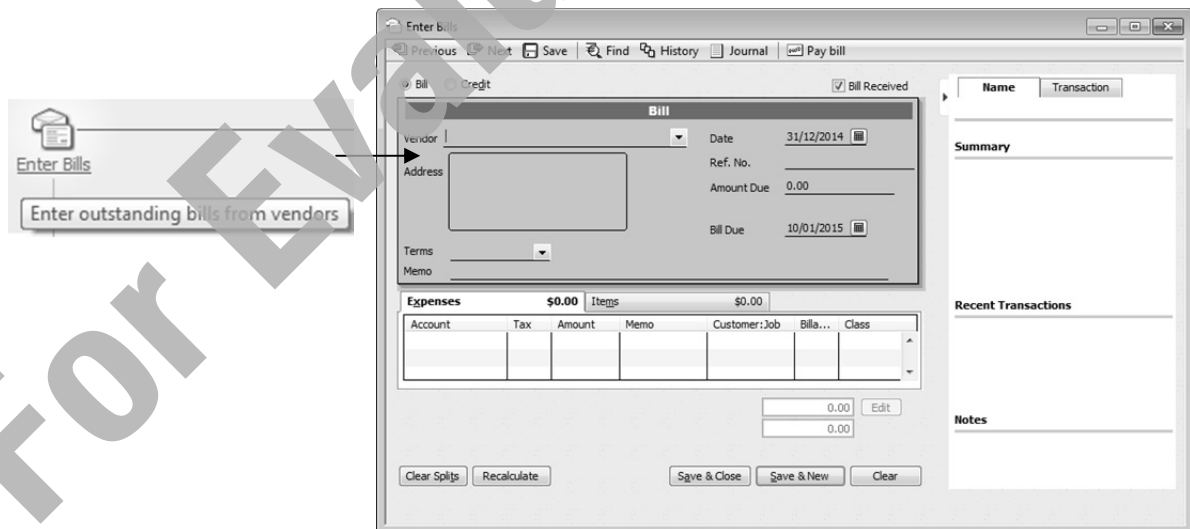 Enter Bills
Enter outstanding bills from vendors
Enter Bills
Previous Next Save Find History Journal Pay bill
Bill Credit Bill Received
Bill
Vendor
Date 31/12/2014
Address
Ref. No.
Amount Due 0.00
Bill Due 10/01/2015
Terms
Memo
Expenses $0.00 Items $0.00
Account Tax Amount Memo Customer:Job Billa... Class
0.00 Edit
0.00
Clear Splits Recalculate Save & Close Save & New Clear
Name Transaction
Summary
Recent Transactions
Notes
For Eval